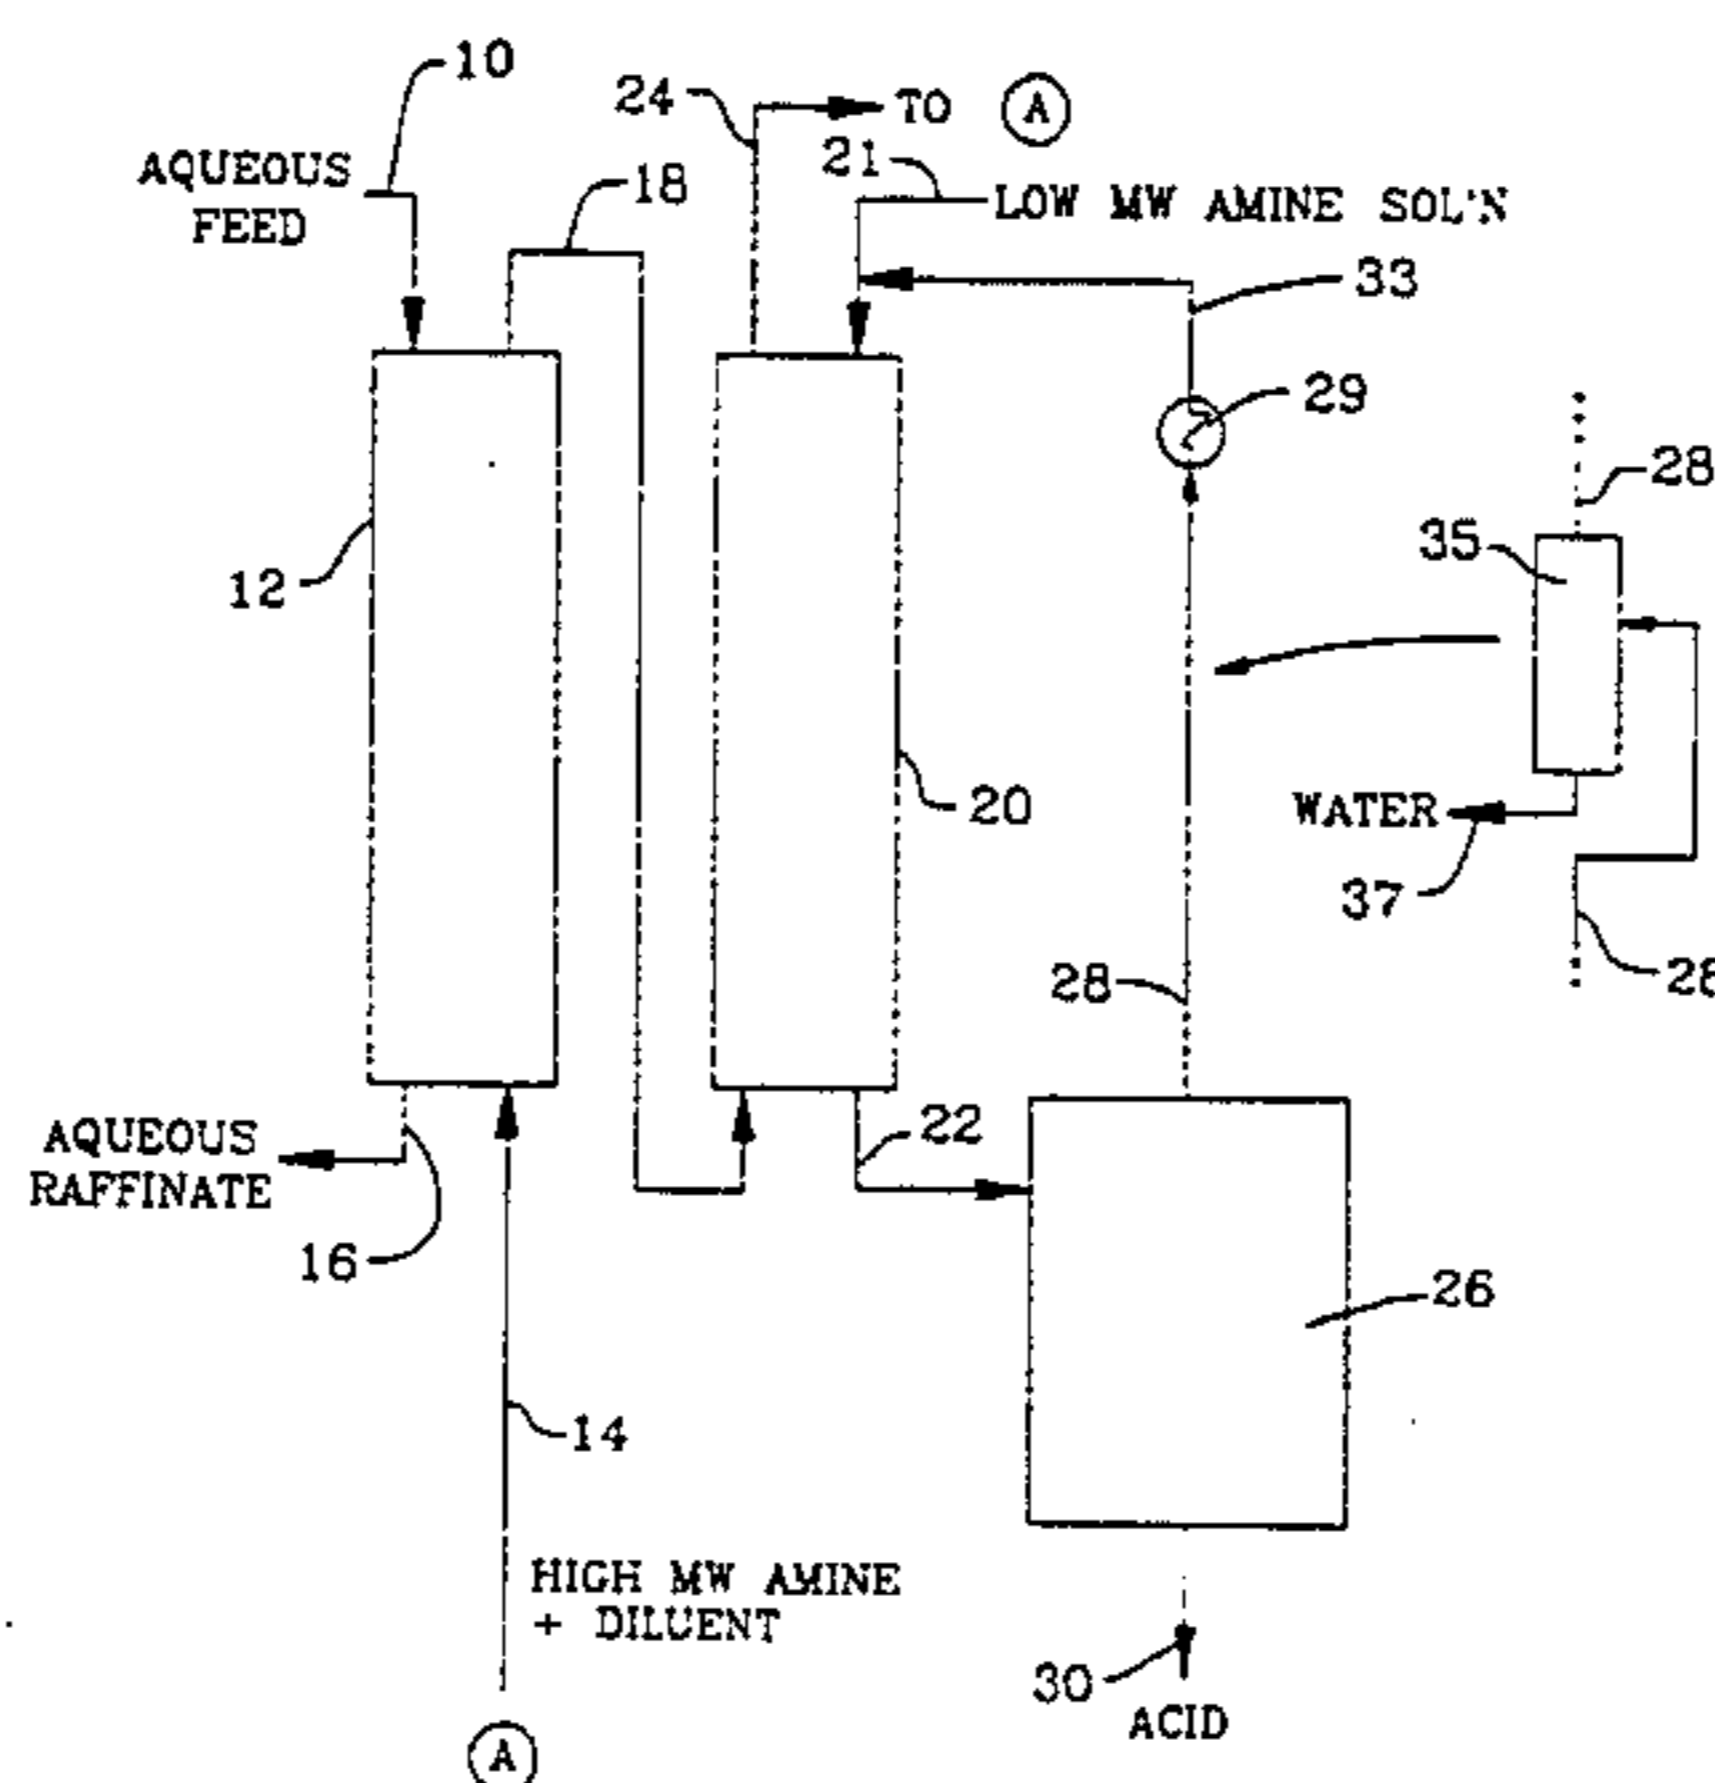 10
24
TO A
AQUEOUS
FEED
18
21
LOW MW AMINE SOL'N
33
29
28
35
12
20
WATER
37
28
AQUEOUS
RAFFINATE
22
16
26
14
HIGH MW AMINE
+ DILUENT
30
ACID
A